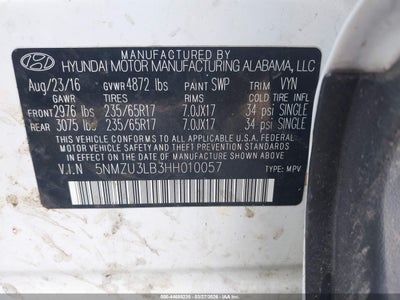 MANUFACTURED BY
HYUNDAI MOTOR MANUFACTURING ALABAMA, LLC
Aug/23/16 GVWR 4872 lbs PAINT SWP TRIM VYN
GAWR TIRES RIMS COLD TIRE INFL
FRONT 2976 lbs 235/65R17 7.0JX17 34 psi SINGLE
REAR 3075 lbs 235/65R17 7.0JX17 34 psi SINGLE
THIS VEHICLE CONFORMS TO ALL APPLICABLE U.S.
FEDERAL MOTOR VEHICLE SAFETY STANDARDS
IN EFFECT ON THE DATE OF MANUFACTURE SHOWN ABOVE.
V.I.N 5NMZU3LB3HH010057 TYPE: MPV